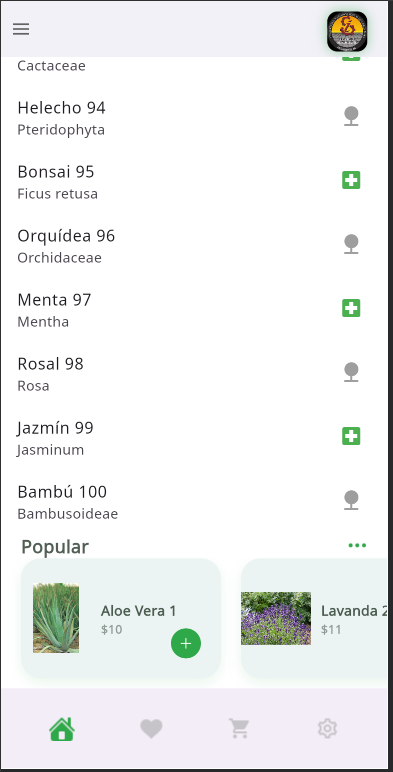 Cactaceae
Helecho 94
Pteridophyta
Bonsai 95
Ficus retusa
Orquídea 96
Orchidaceae
Menta 97
Mentha
Rosal 98
Rosa
Jazmín 99
Jasminum
Bambú 100
Bambusoideae
Popular
Aloe Vera 1
$10
Lavanda 2
$11